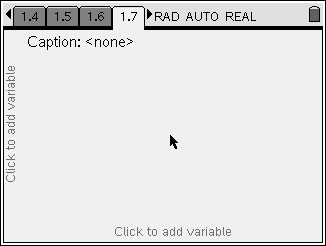 1.4 1.5 1.6 1.7 RAD AUTO REAL
Caption: <none>
Click to add variable
Click to add variable